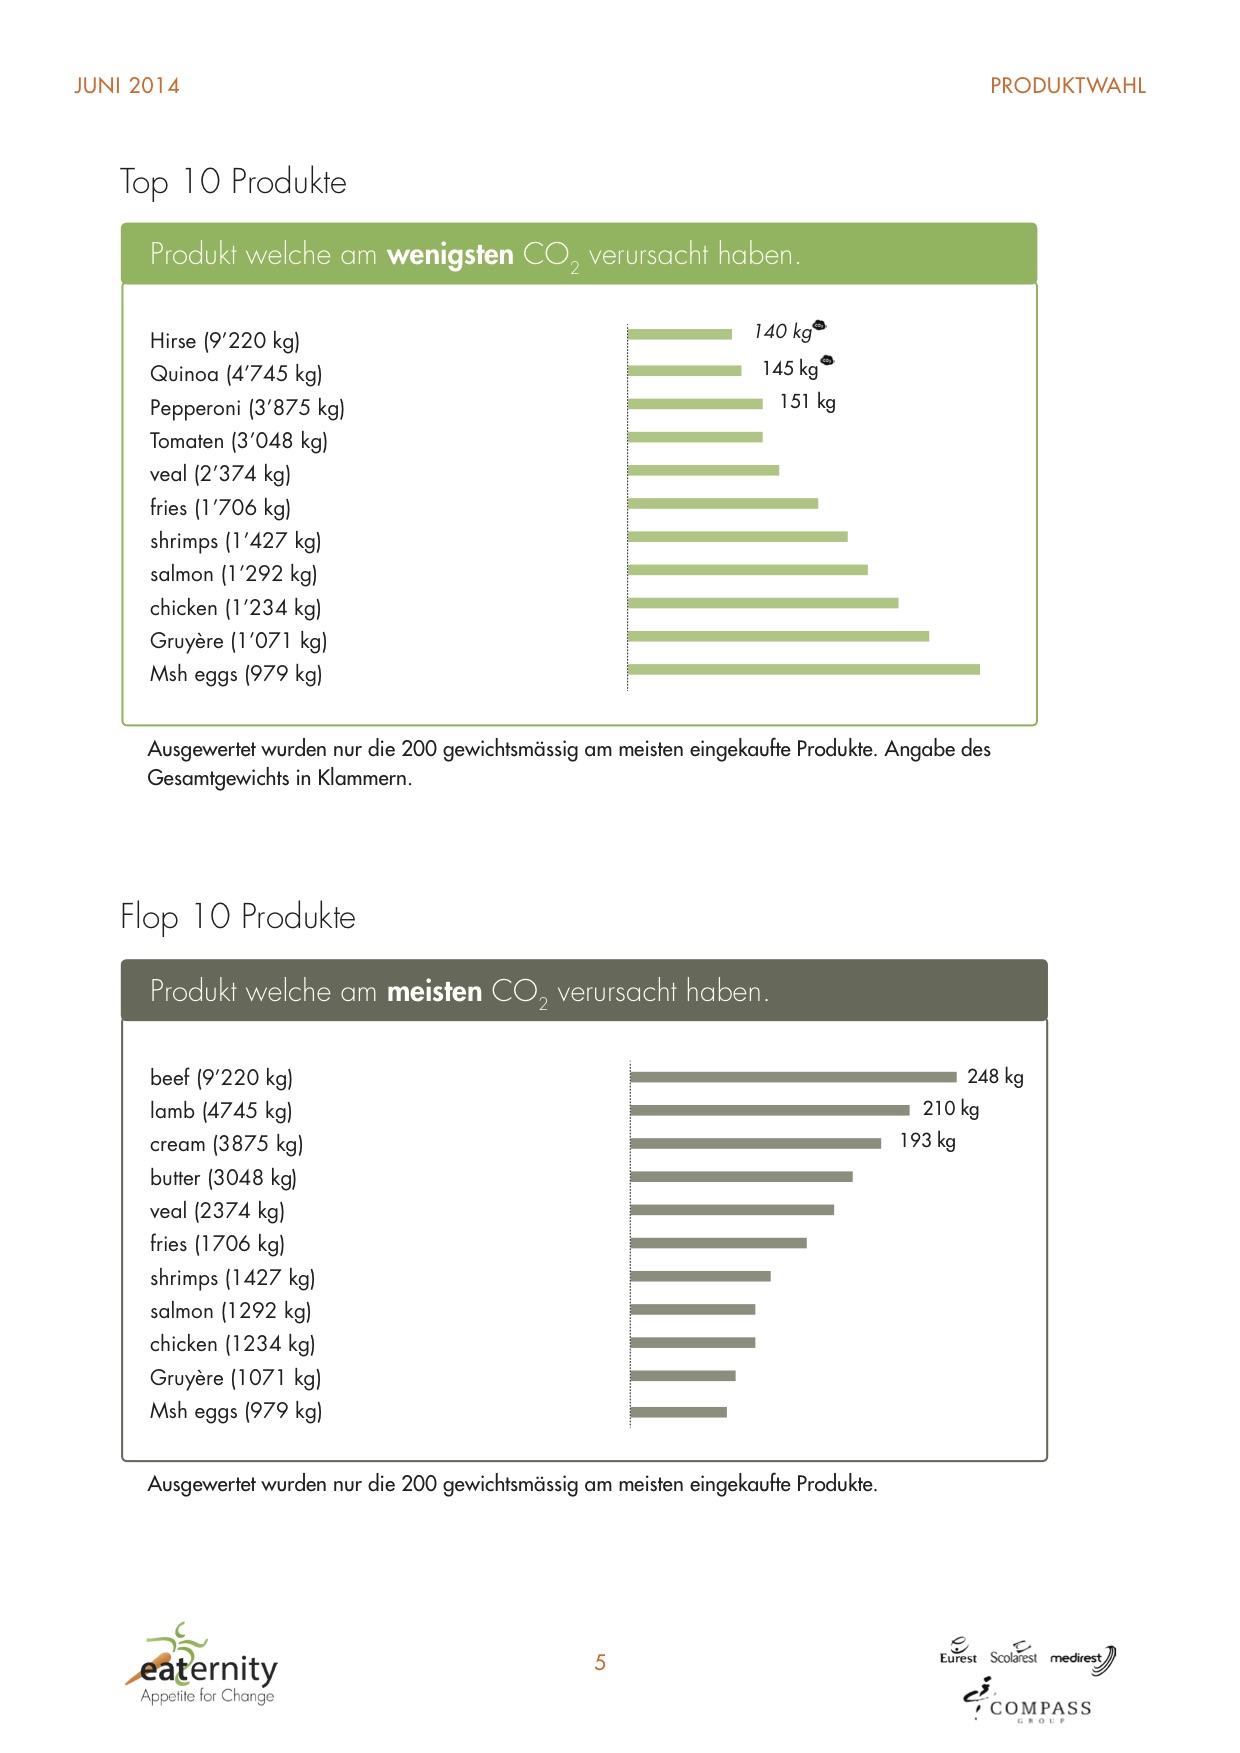 JUNI 2014
PRODUKTWAHL
Top 10 Produkte
Produkt welche am wenigsten CO2 verursacht haben.
Hirse (9’220 kg) 140 kg
Quinoa (4’745 kg) 145 kg
Pepperoni (3’875 kg) 151 kg
Tomaten (3’048 kg)
veal (2’374 kg)
fries (1’706 kg)
shrimps (1’427 kg)
salmon (1’292 kg)
chicken (1’234 kg)
Gruyère (1’071 kg)
Msh eggs (979 kg)
Ausgewertet wurden nur die 200 gewichtsmässig am meisten eingekaufte Produkte. Angabe des
Gesamtgewichts in Klammern.
Flop 10 Produkte
Produkt welche am meisten CO2 verursacht haben.
beef (9’220 kg) 248 kg
lamb (4745 kg) 210 kg
cream (3875 kg) 193 kg
butter (3048 kg)
veal (2374 kg)
fries (1706 kg)
shrimps (1427 kg)
salmon (1292 kg)
chicken (1234 kg)
Gruyère (1071 kg)
Msh eggs (979 kg)
Ausgewertet wurden nur die 200 gewichtsmässig am meisten eingekaufte Produkte.
eaternity
Appetite for Change
5
Eurest Scolarest medirest
COMPASS
GROUP